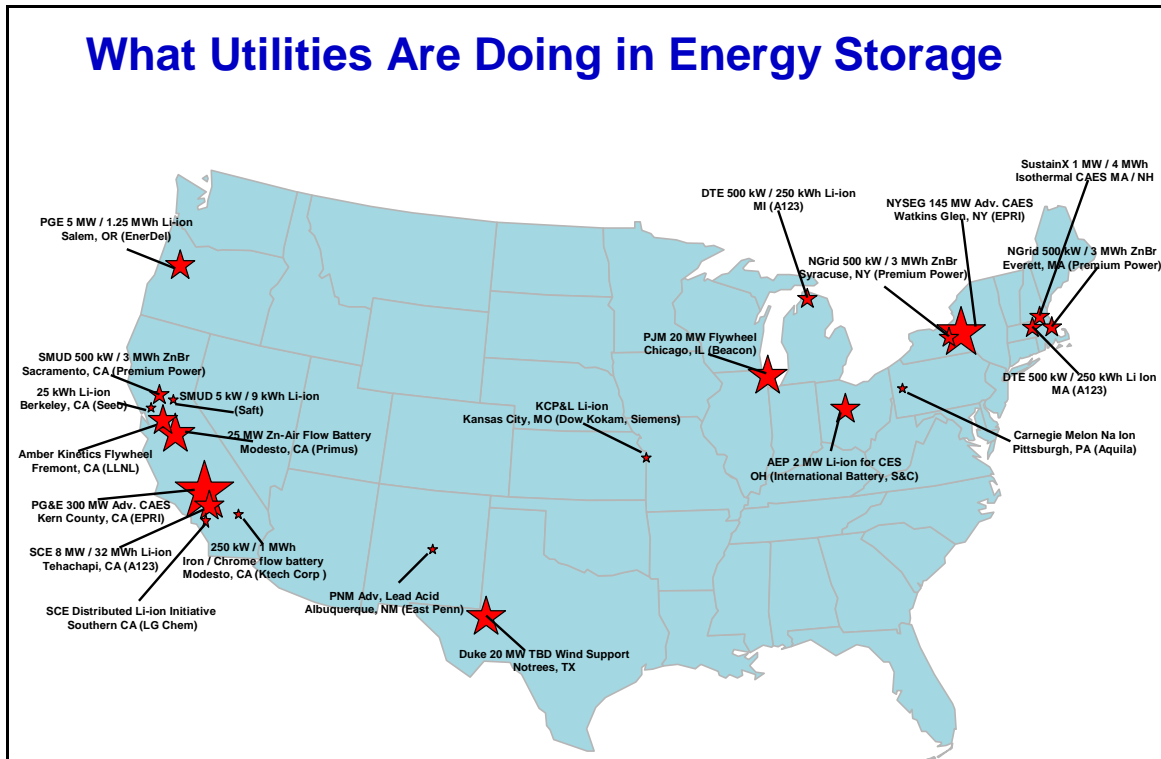 What Utilities Are Doing in Energy Storage
SustainX 1 MW / 4 MWh
Isothermal CAES MA / NH
DTE 500 kW / 250 kWh Li-ion
MI (A123)
NYSEG 145 MW Adv. CAES
Watkins Glen, NY (EPRI)
PGE 5 MW / 1.25 MWh Li-ion
Salem, OR (EnerDel)
NGrid 500 kW / 3 MWh ZnBr
Syracuse, NY (Premium Power)
NGrid 500 kW / 3 MWh ZnBr
Everett, MA (Premium Power)
PJM 20 MW Flywheel
Chicago, IL (Beacon)
SMUD 500 kW / 3 MWh ZnBr
Sacramento, CA (Premium Power)
DTE 500 kW / 250 kWh Li Ion
MA (A123)
25 kWh Li-ion
Berkeley, CA (Seeo)
SMUD 5 kW / 9 kWh Li-ion
(Saft)
KCP&L Li-ion
Kansas City, MO (Dow Kokam, Siemens)
25 MW Zn-Air Flow Battery
Modesto, CA (Primus)
Carnegie Melon Na Ion
Pittsburgh, PA (Aquila)
Amber Kinetics Flywheel
Fremont, CA (LLNL)
AEP 2 MW Li-ion for CES
OH (International Battery, S&C)
PG&E 300 MW Adv. CAES
Kern County, CA (EPRI)
SCE 8 MW / 32 MWh Li-ion
Tehachapi, CA (A123)
250 kW / 1 MWh
Iron / Chrome flow battery
Modesto, CA (Ktech Corp )
PNM Adv, Lead Acid
Albuquerque, NM (East Penn)
SCE Distributed Li-ion Initiative
Southern CA (LG Chem)
Duke 20 MW TBD Wind Support
Notrees, TX